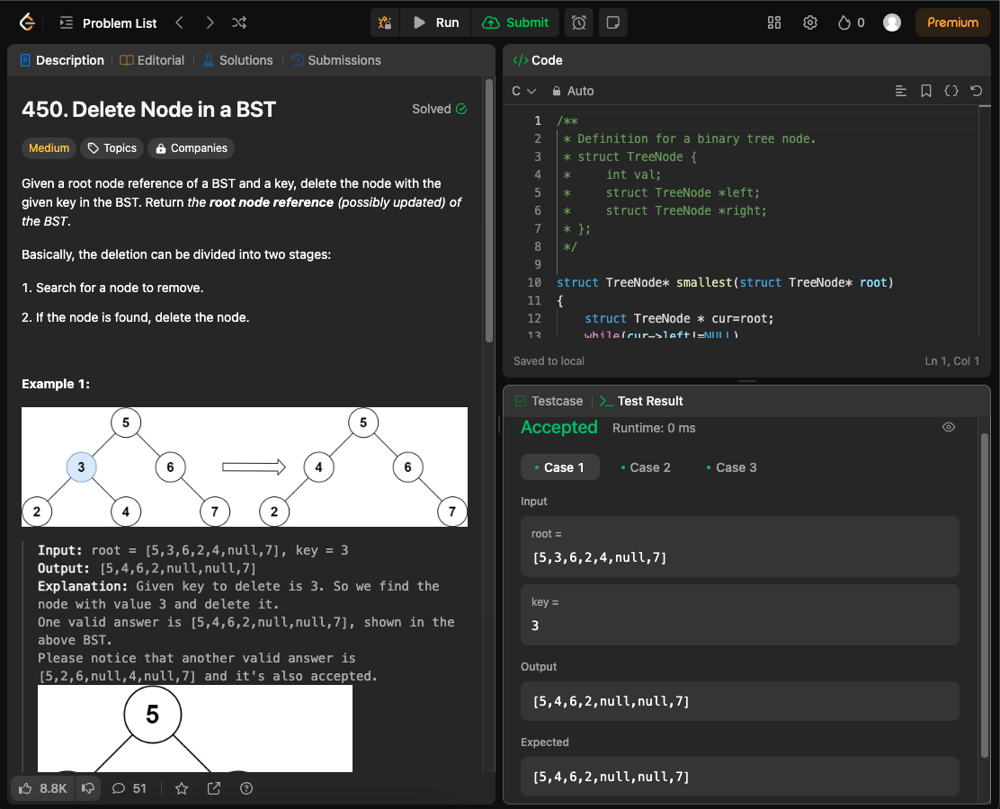 Problem List
Run
Submit
0
Premium
Description
Editorial
Solutions
Submissions
450. Delete Node in a BST
Solved
Medium
Topics
Companies
Given a root node reference of a BST and a key, delete the node with the
given key in the BST. Return the root node reference (possibly updated) of
the BST.
Basically, the deletion can be divided into two stages:
1. Search for a node to remove.
2. If the node is found, delete the node.
Example 1:
5
5
3
6
4
6
2
4
7
2
7
Input: root = [5,3,6,2,4,null,7], key = 3
Output: [5,4,6,2,null,null,7]
Explanation: Given key to delete is 3. So we find the
node with value 3 and delete it.
One valid answer is [5,4,6,2,null,null,7], shown in the
above BST.
Please notice that another valid answer is
[5,2,6,null,4,null,7] and it's also accepted.
5
8.8K
51
</> Code
C
Auto
1 /**
2 * Definition for a binary tree node.
3 * struct TreeNode {
4 *     int val;
5 *     struct TreeNode *left;
6 *     struct TreeNode *right;
7 * };
8 */
9
10 struct TreeNode* smallest(struct TreeNode* root)
11 {
12     struct TreeNode * cur=root;
13     while(cur->left!=NULL)
Saved to local
Ln 1, Col 1
Testcase
>_ Test Result
Accepted
Runtime: 0 ms
• Case 1
• Case 2
• Case 3
Input
root =
[5,3,6,2,4,null,7]
key =
3
Output
[5,4,6,2,null,null,7]
Expected
[5,4,6,2,null,null,7]